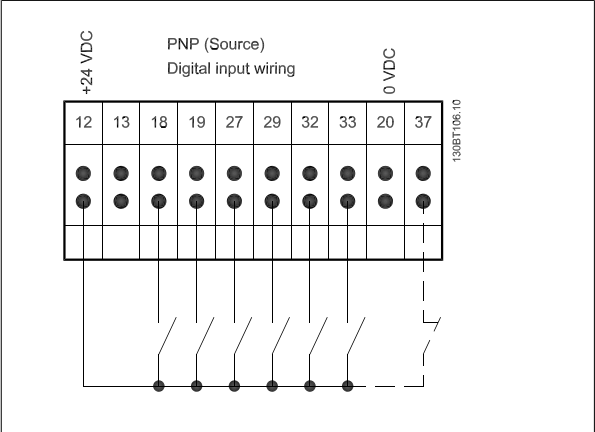 +24 VDC
PNP (Source)
Digital input wiring
0 VDC
12 13 18 19 27 29 32 33 20 37
130BT106.10